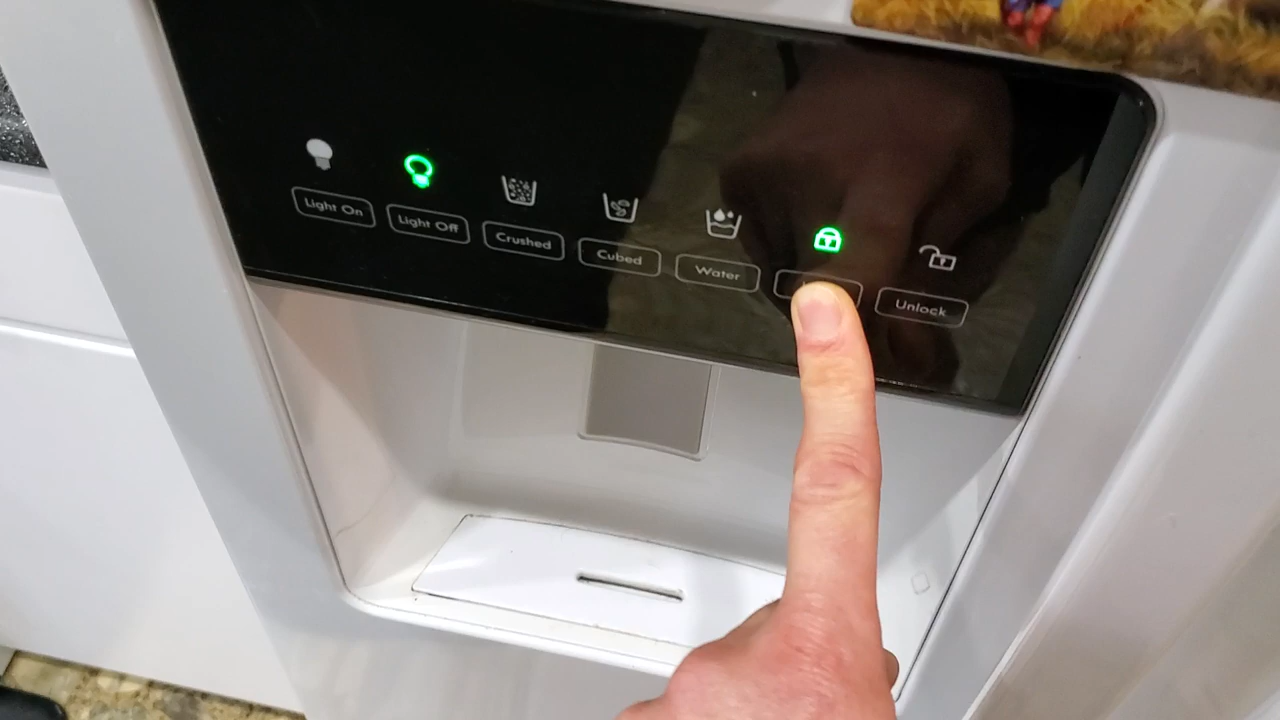 Light On
Light Off
Crushed
Cubed
Water
Unlock